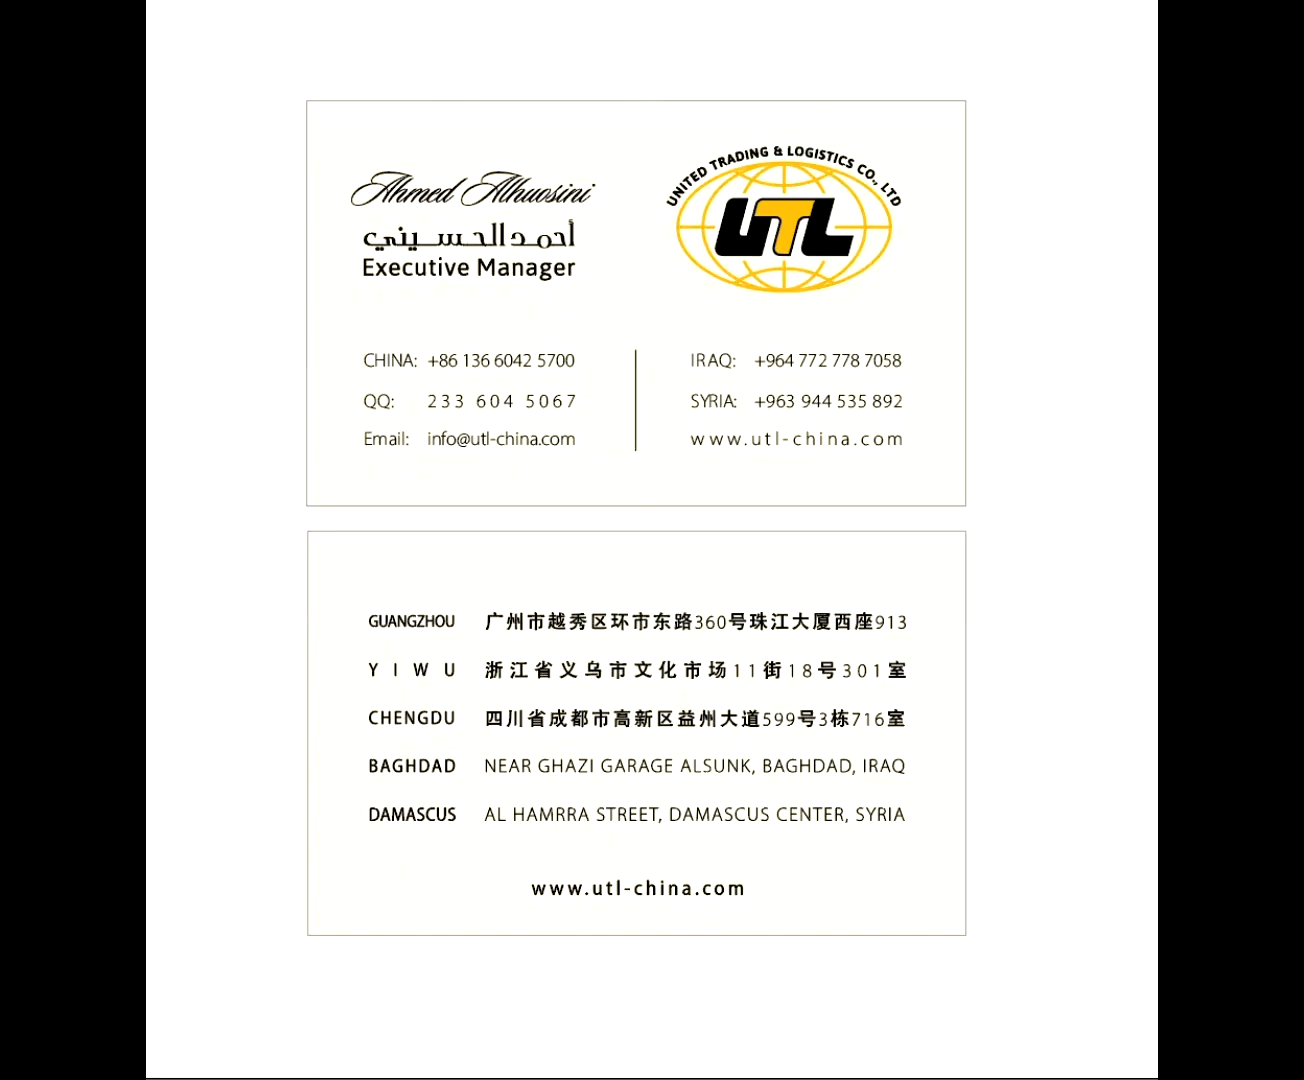 Ahmed Alhuosini
أحمد الحسيني
Executive Manager
UNITED TRADING & LOGISTICS CO., LTD
UTL
CHINA: +86 136 6042 5700
QQ: 233 604 5067
Email: info@utl-china.com
IRAQ: +964 772 778 7058
SYRIA: +963 944 535 892
www.utl-china.com
GUANGZHOU 广州市越秀区环市东路360号珠江大厦西座913
YIWU 浙江省义乌市文化市场11街18号301室
CHENGDU 四川省成都市高新区益州大道599号3栋716室
BAGHDAD NEAR GHAZI GARAGE ALSUNK, BAGHDAD, IRAQ
DAMASCUS AL HAMRRA STREET, DAMASCUS CENTER, SYRIA
www.utl-china.com